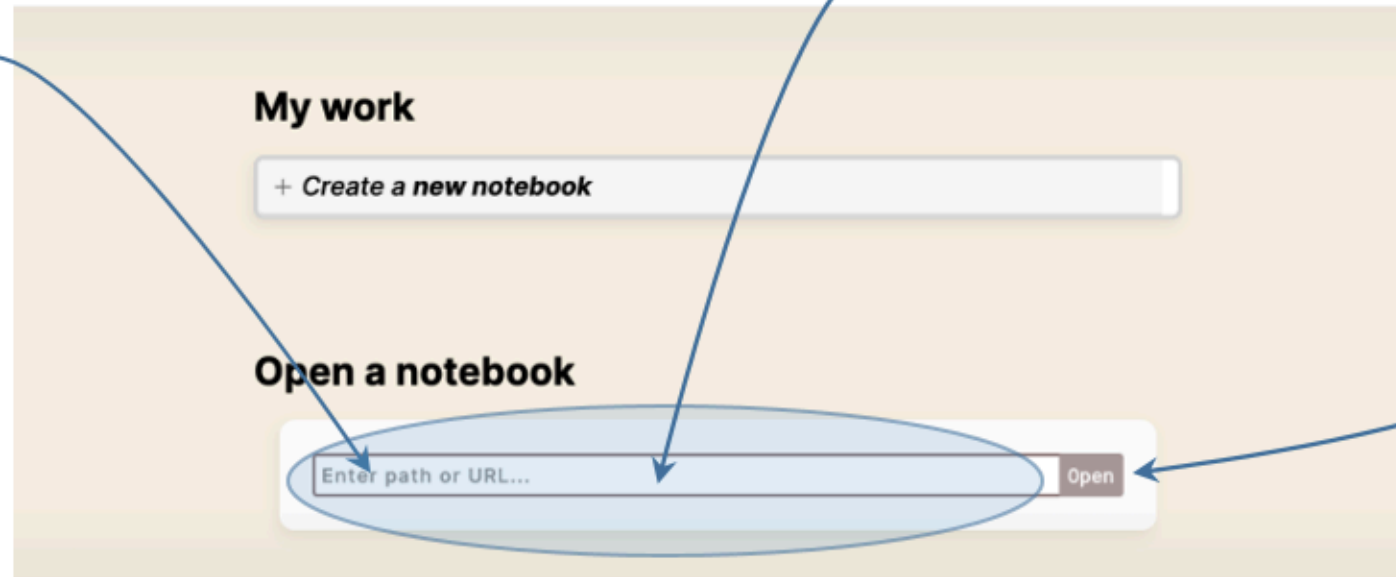 My work
+ Create a new notebook
Open a notebook
Enter path or URL...
Open